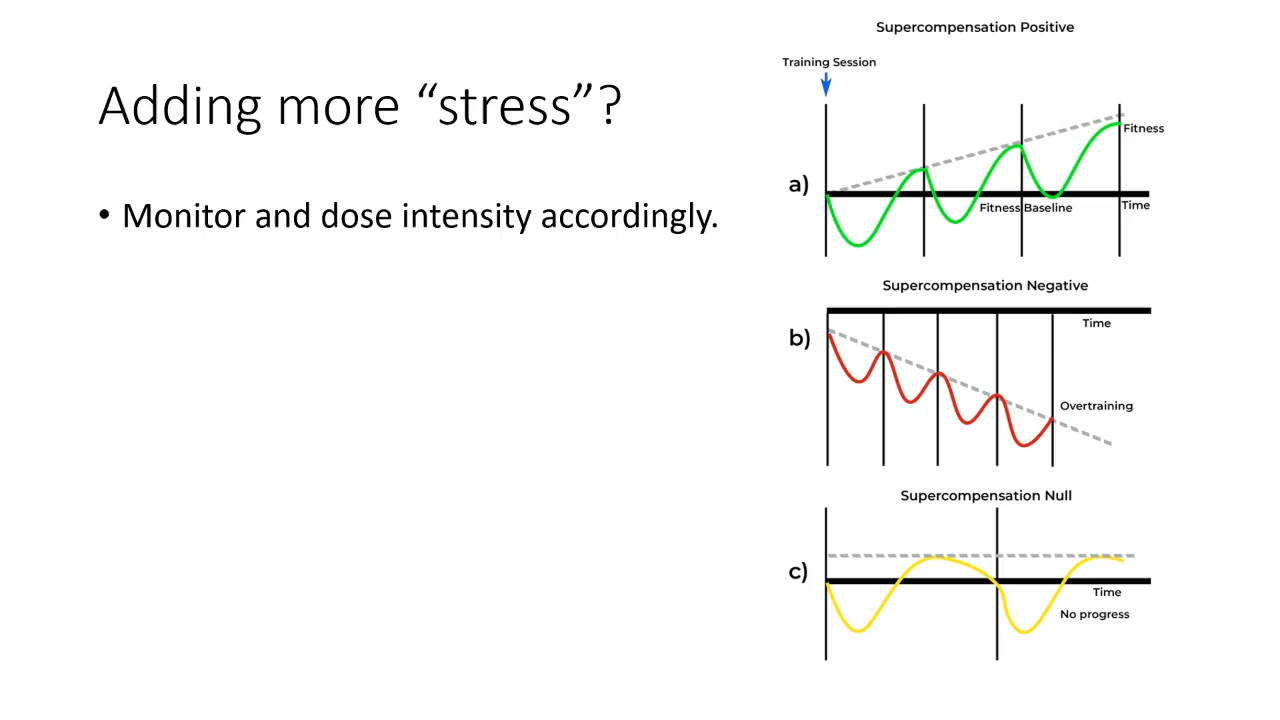 Adding more “stress”?
• Monitor and dose intensity accordingly.
Supercompensation Positive
Training Session
Fitness
a)
Fitness Baseline
Time
Supercompensation Negative
Time
b)
Overtraining
Supercompensation Null
c)
Time
No progress